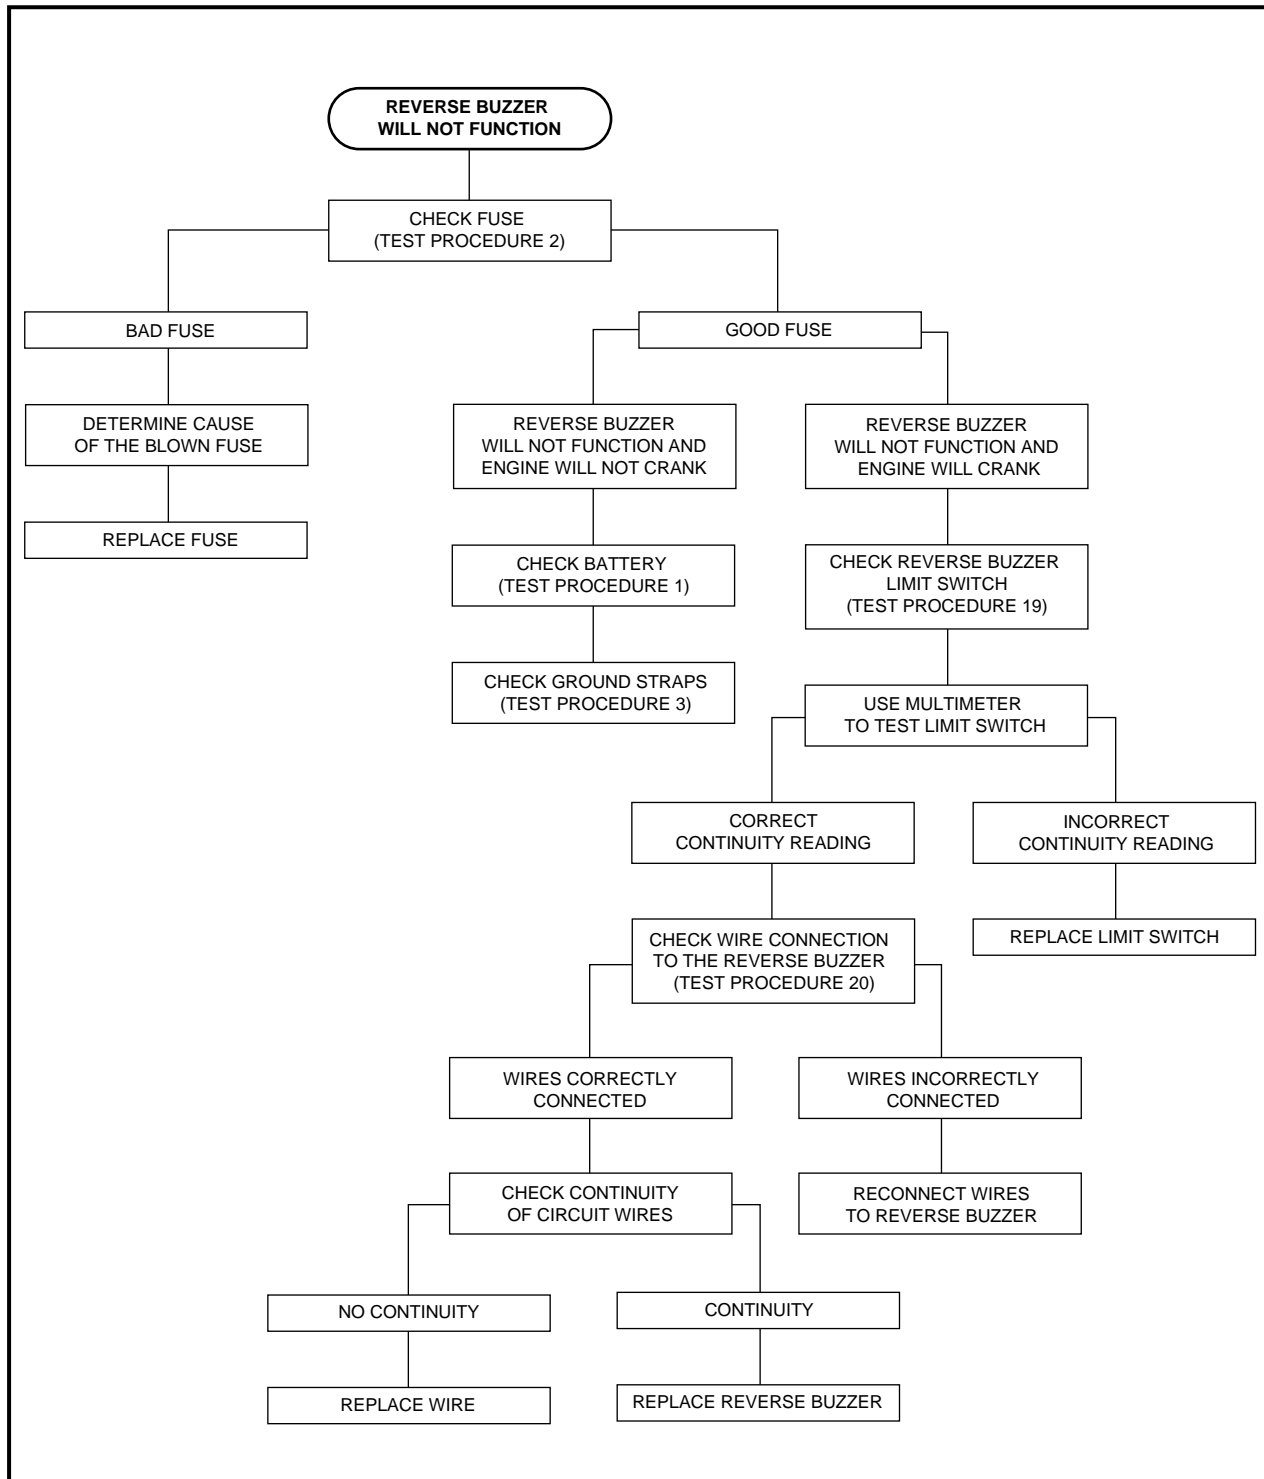 REVERSE BUZZER
WILL NOT FUNCTION
CHECK FUSE
(TEST PROCEDURE 2)
BAD FUSE
GOOD FUSE
DETERMINE CAUSE
OF THE BLOWN FUSE
REVERSE BUZZER
WILL NOT FUNCTION AND
ENGINE WILL NOT CRANK
REVERSE BUZZER
WILL NOT FUNCTION AND
ENGINE WILL CRANK
REPLACE FUSE
CHECK BATTERY
(TEST PROCEDURE 1)
CHECK REVERSE BUZZER
LIMIT SWITCH
(TEST PROCEDURE 19)
CHECK GROUND STRAPS
(TEST PROCEDURE 3)
USE MULTIMETER
TO TEST LIMIT SWITCH
CORRECT
CONTINUITY READING
INCORRECT
CONTINUITY READING
CHECK WIRE CONNECTION
TO THE REVERSE BUZZER
(TEST PROCEDURE 20)
REPLACE LIMIT SWITCH
WIRES CORRECTLY
CONNECTED
WIRES INCORRECTLY
CONNECTED
CHECK CONTINUITY
OF CIRCUIT WIRES
RECONNECT WIRES
TO REVERSE BUZZER
NO CONTINUITY
CONTINUITY
REPLACE WIRE
REPLACE REVERSE BUZZER